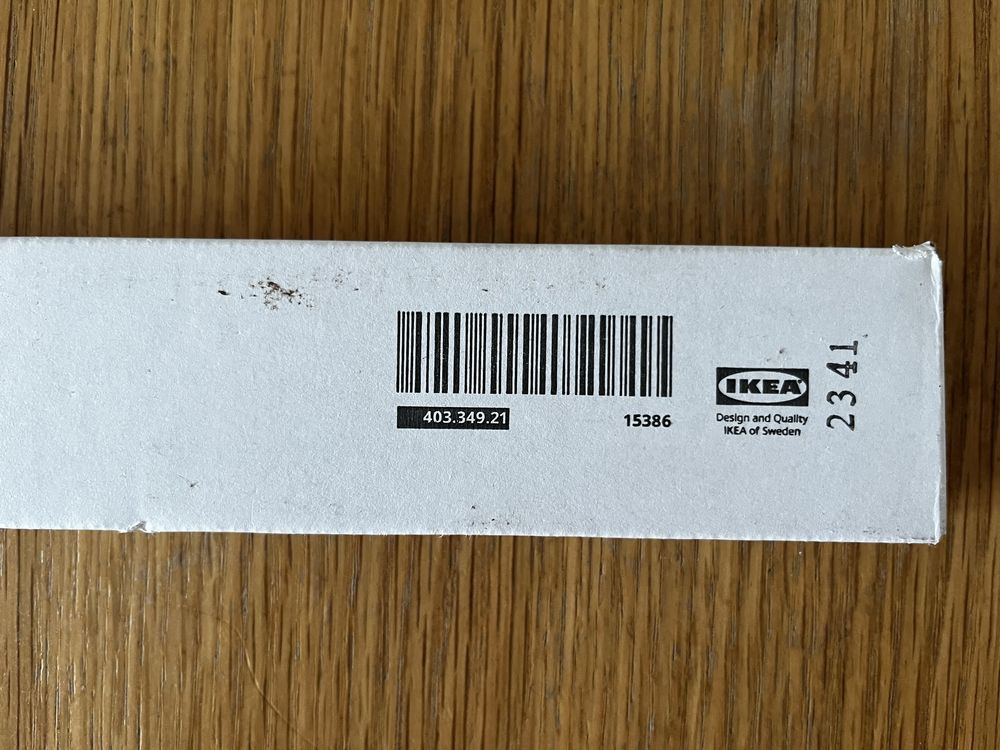 403.349.21
15386
IKEA
Design and Quality
IKEA of Sweden
2341